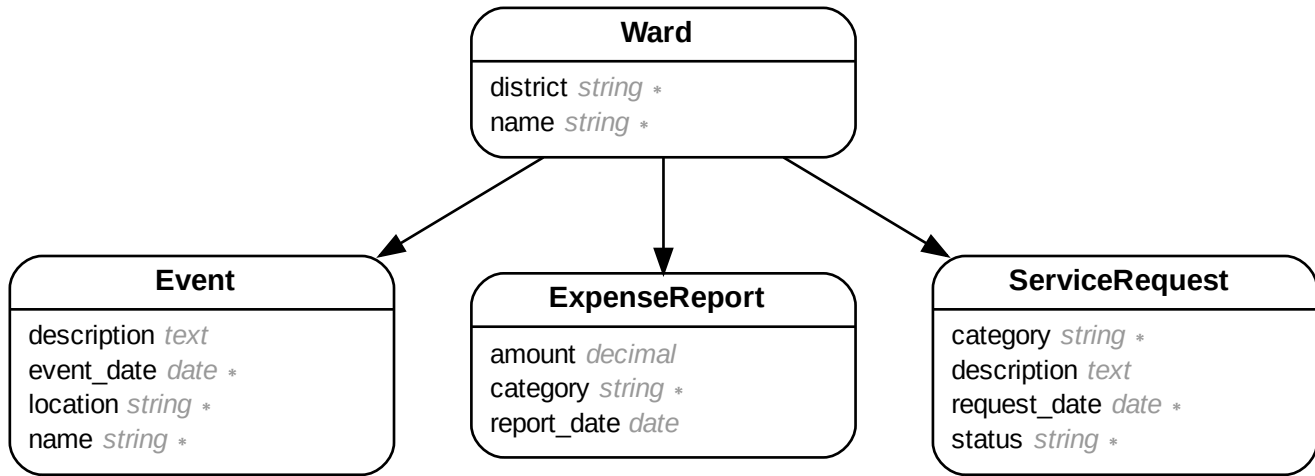 Ward
district string *
name string *
Event
description text
event_date date *
location string *
name string *
ExpenseReport
amount decimal
category string *
report_date date
ServiceRequest
category string *
description text
request_date date *
status string *